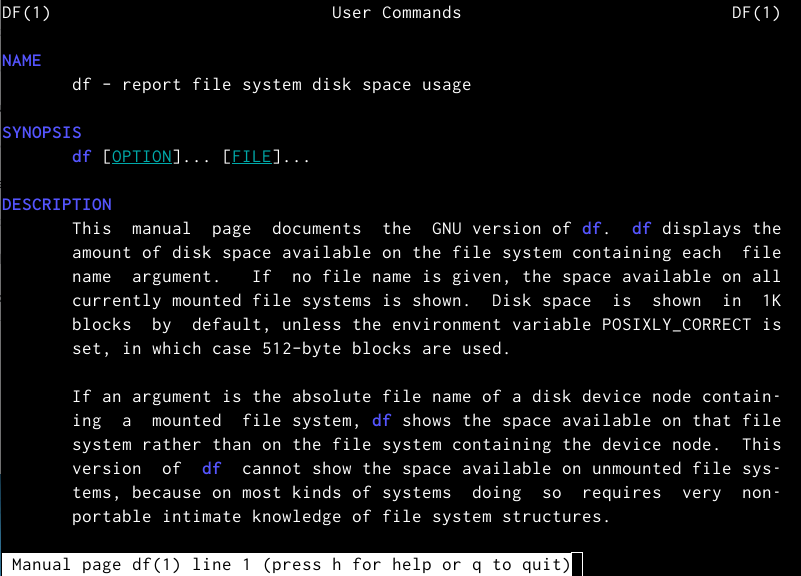 DF(1) User Commands DF(1)
NAME
df - report file system disk space usage
SYNOPSIS
df [OPTION]... [FILE]...
DESCRIPTION
This manual page documents the GNU version of df. df displays the
amount of disk space available on the file system containing each file
name argument. If no file name is given, the space available on all
currently mounted file systems is shown. Disk space is shown in 1K
blocks by default, unless the environment variable POSIXLY_CORRECT is
set, in which case 512-byte blocks are used.
If an argument is the absolute file name of a disk device node contain-
ing a mounted file system, df shows the space available on that file
system rather than on the file system containing the device node. This
version of df cannot show the space available on unmounted file sys-
tems, because on most kinds of systems doing so requires very non-
portable intimate knowledge of file system structures.
Manual page df(1) line 1 (press h for help or q to quit)